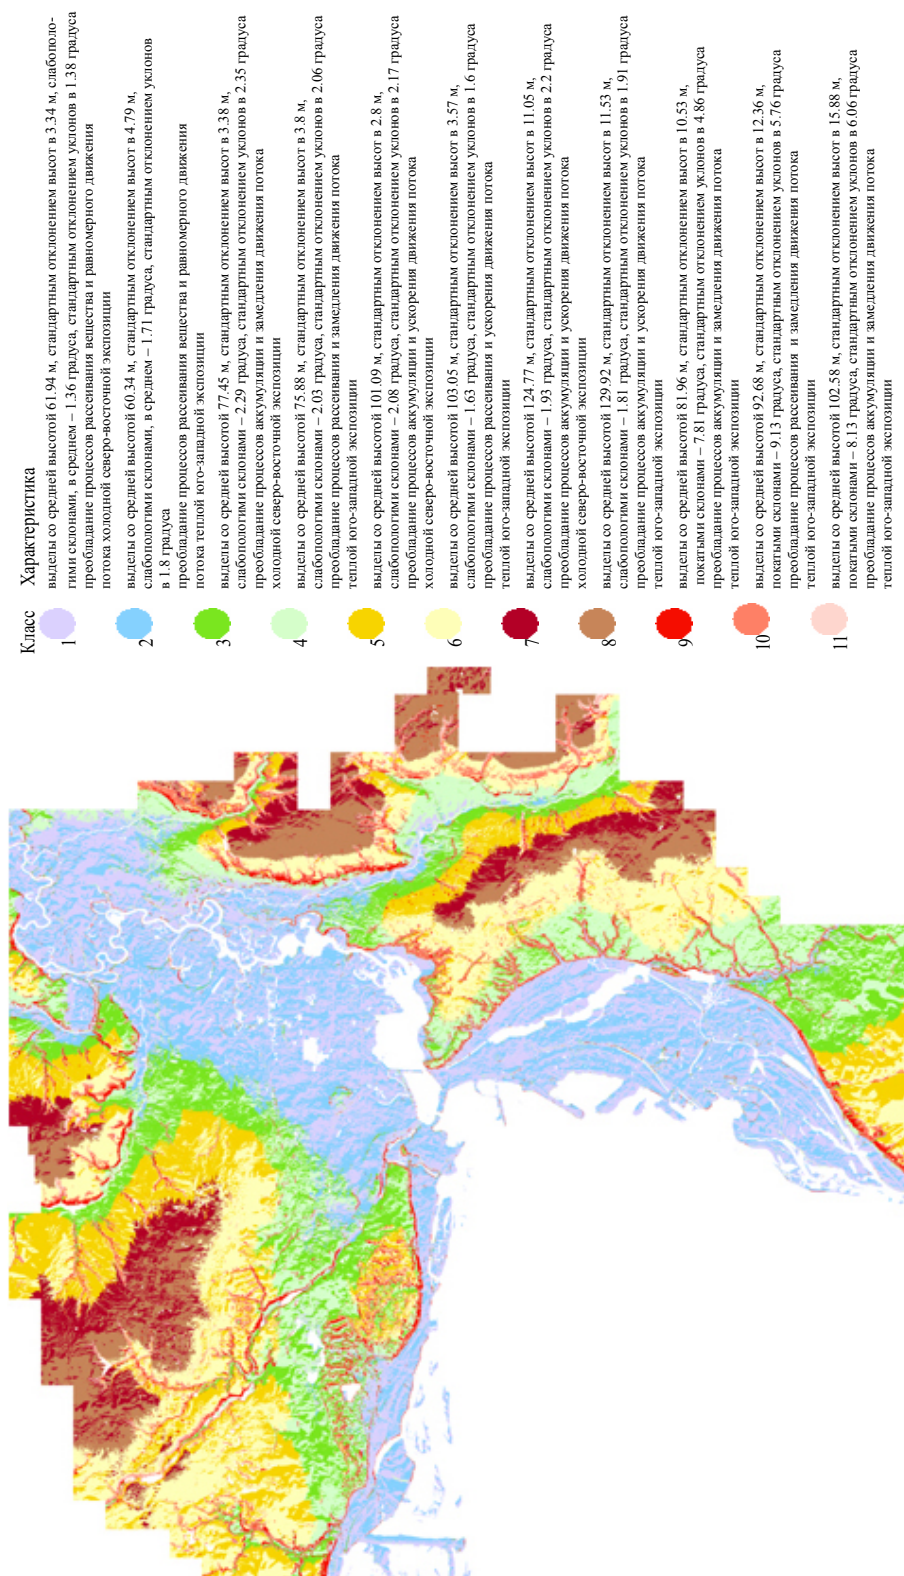 Класс Характеристика
1 выделы со средней высотой 61.94 м, стандартным отклонением высот в 3.34 м, слабополо-
гими склонами, в среднем – 1.36 градуса, стандартным отклонением уклонов в 1.38 градуса
преобладание процессов рассеивания вещества и равномерного движения
потока холодной северо-восточной экспозиции
2 выделы со средней высотой 60.34 м, стандартным отклонением высот в 4.79 м,
слабопологими склонами, в среднем – 1.71 градуса, стандартным отклонением уклонов
в 1.8 градуса
преобладание процессов рассеивания вещества и равномерного движения
потока теплой юго-западной экспозиции
3 выделы со средней высотой 77.45 м, стандартным отклонением высот в 3.38 м,
слабопологими склонами – 2.29 градуса, стандартным отклонением уклонов в 2.35 градуса
преобладание процессов аккумуляции и замедления движения потока
холодной северо-восточной экспозиции
4 выделы со средней высотой 75.88 м, стандартным отклонением высот в 3.8 м,
слабопологими склонами – 2.03 градуса, стандартным отклонением уклонов в 2.06 градуса
преобладание процессов рассеивания и замедления движения потока
теплой юго-западной экспозиции
5 выделы со средней высотой 101.09 м, стандартным отклонением высот в 2.8 м,
слабопологими склонами – 2.08 градуса, стандартным отклонением уклонов в 2.17 градуса
преобладание процессов аккумуляции и ускорения движения потока
холодной северо-восточной экспозиции
6 выделы со средней высотой 103.05 м, стандартным отклонением высот в 3.57 м,
слабопологими склонами – 1.63 градуса, стандартным отклонением уклонов в 1.6 градуса
преобладание процессов рассеивания и ускорения движения потока
теплой юго-западной экспозиции
7 выделы со средней высотой 124.77 м, стандартным отклонением высот в 11.05 м,
слабопологими склонами – 1.93 градуса, стандартным отклонением уклонов в 2.2 градуса
преобладание процессов аккумуляции и ускорения движения потока
холодной северо-восточной экспозиции
8 выделы со средней высотой 129.92 м, стандартным отклонением высот в 11.53 м,
слабопологими склонами – 1.81 градуса, стандартным отклонением уклонов в 1.91 градуса
преобладание процессов аккумуляции и ускорения движения потока
теплой юго-западной экспозиции
9 выделы со средней высотой 81.96 м, стандартным отклонением высот в 10.53 м,
покатыми склонами – 7.81 градуса, стандартным отклонением уклонов в 4.86 градуса
преобладание процессов аккумуляции и замедления движения потока
теплой юго-западной экспозиции
10 выделы со средней высотой 92.68 м, стандартным отклонением высот в 12.36 м,
покатыми склонами – 9.13 градуса, стандартным отклонением уклонов в 5.76 градуса
преобладание процессов рассеивания и замедления движения потока
теплой юго-западной экспозиции
11 выделы со средней высотой 102.58 м, стандартным отклонением высот в 15.88 м,
покатыми склонами – 8.13 градуса, стандартным отклонением уклонов в 6.06 градуса
преобладание процессов аккумуляции и замедления движения потока
теплой юго-западной экспозиции